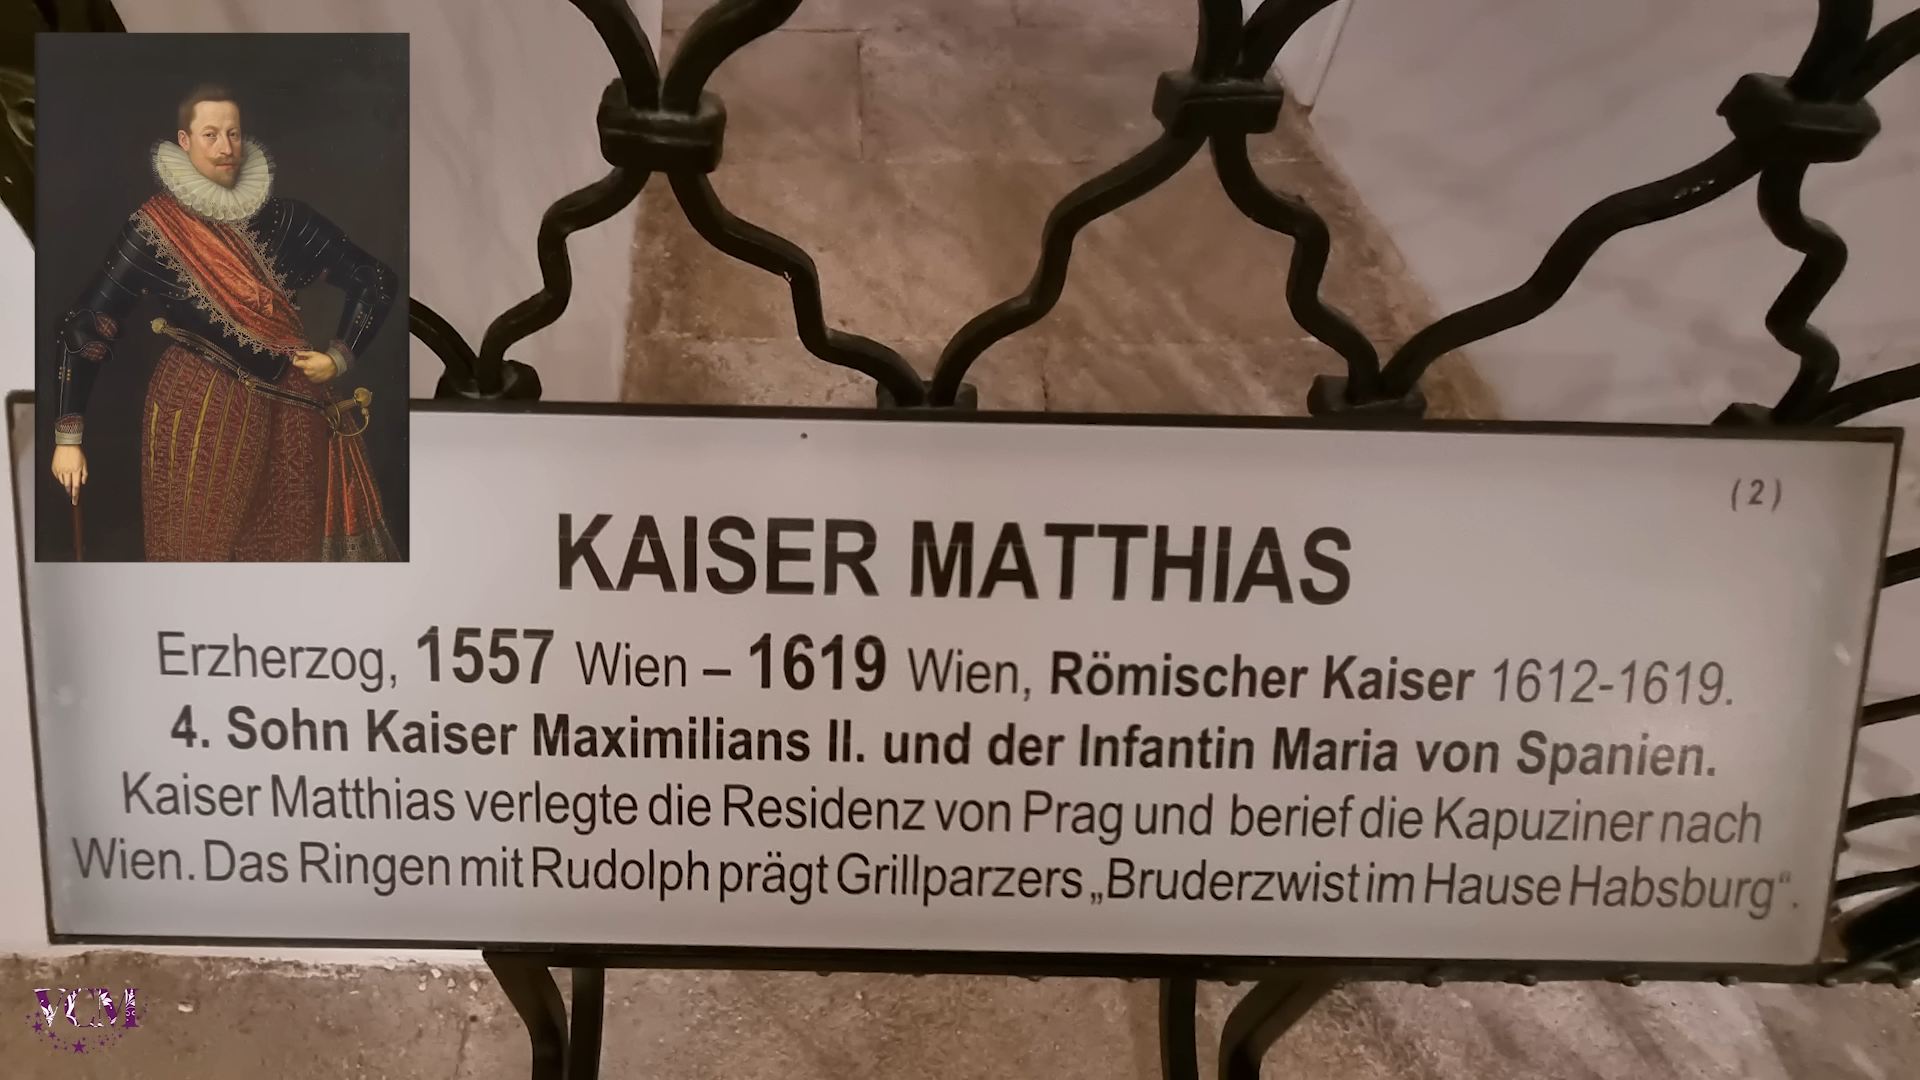 (2)
KAISER MATTHIAS
Erzherzog, 1557 Wien – 1619 Wien, Römischer Kaiser 1612-1619.
4. Sohn Kaiser Maximilians II. und der Infantin Maria von Spanien.
Kaiser Matthias verlegte die Residenz von Prag und berief die Kapuziner nach
Wien. Das Ringen mit Rudolph prägt Grillparzers „Bruderzwist im Hause Habsburg“.
VCM